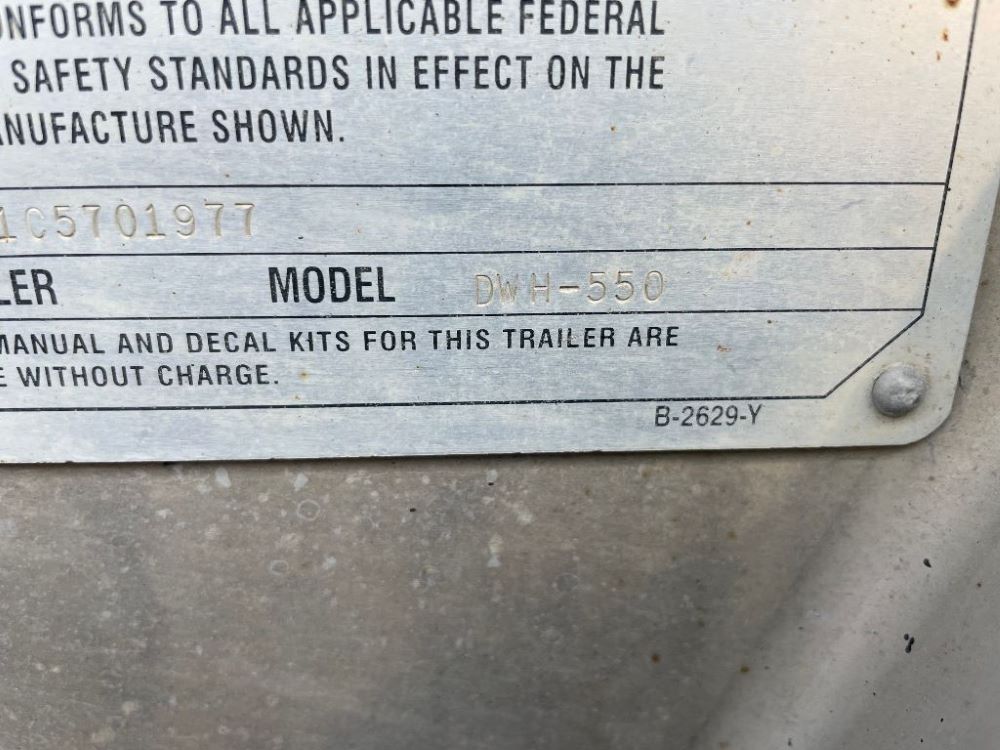 ONFORMS TO ALL APPLICABLE FEDERAL
SAFETY STANDARDS IN EFFECT ON THE
ANUFACTURE SHOWN.
1C5701977
LER MODEL DWH-550
MANUAL AND DECAL KITS FOR THIS TRAILER ARE
E WITHOUT CHARGE.
B-2629-Y